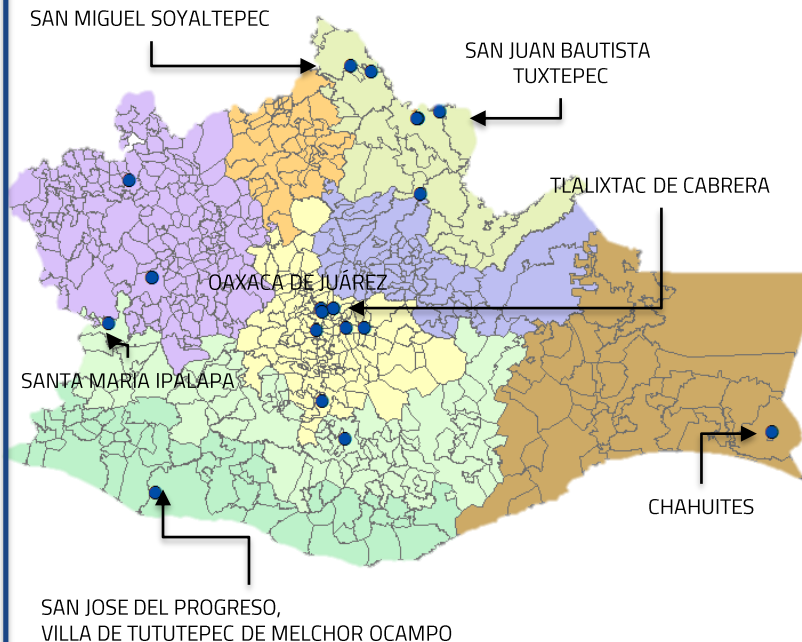 SAN MIGUEL SOYALTEPEC
SAN JUAN BAUTISTA
TUXTEPEC
TLALIXTAC DE CABRERA
OAXACA DE JUÁREZ
SANTA MARIA IPALAPA
CHAHUITES
SAN JOSE DEL PROGRESO,
VILLA DE TUTUTEPEC DE MELCHOR OCAMPO